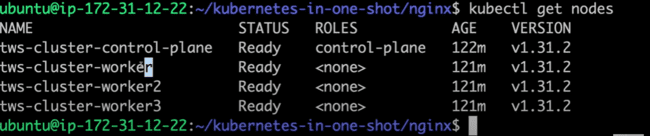 ubuntu@ip-172-31-12-22:~/kubernetes-in-one-shot/nginx$ kubectl get nodes
NAME STATUS ROLES AGE VERSION
tws-cluster-control-plane Ready control-plane 122m v1.31.2
tws-cluster-worker Ready <none> 121m v1.31.2
tws-cluster-worker2 Ready <none> 121m v1.31.2
tws-cluster-worker3 Ready <none> 121m v1.31.2
ubuntu@ip-172-31-12-22:~/kubernetes-in-one-shot/nginx$